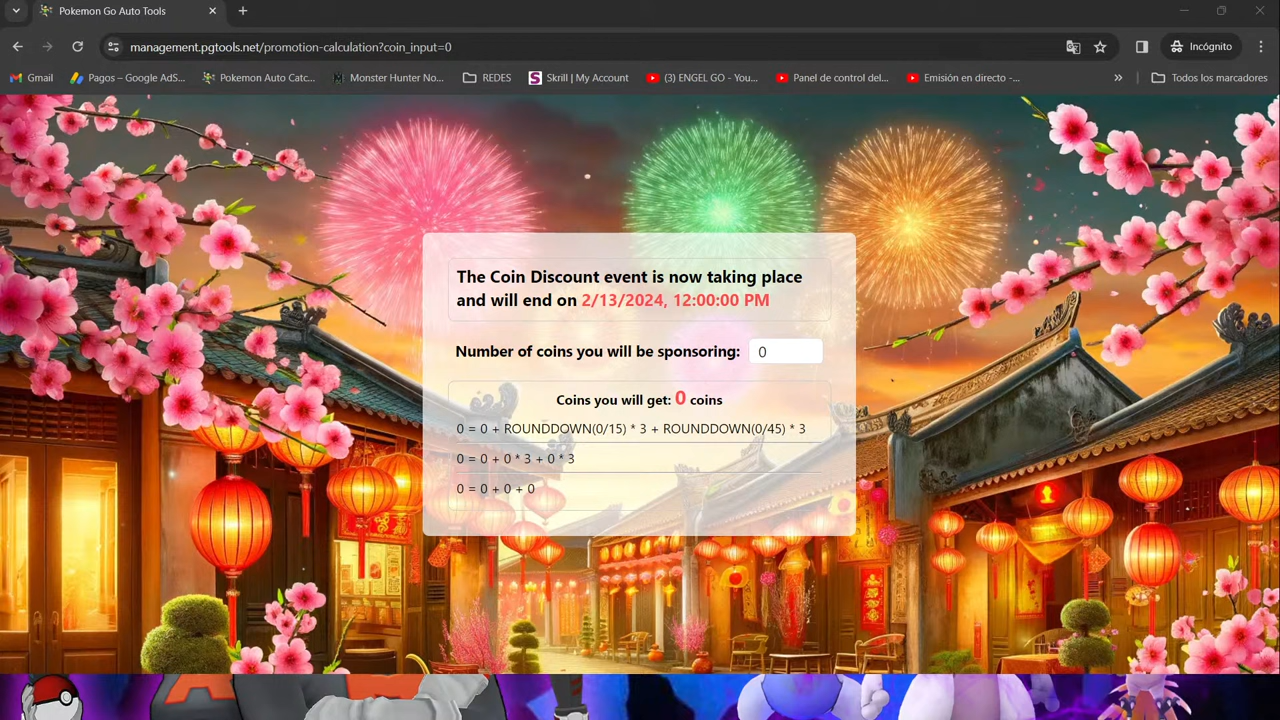 Pokemon Go Auto Tools
management.pgtools.net/promotion-calculation?coin_input=0
Incógnito
Gmail
Pagos – Google AdS...
Pokemon Auto Catc...
Monster Hunter No...
REDES
S
Skrill | My Account
(3) ENGEL GO - You...
Panel de control del...
Emisión en directo -...
»
Todos los marcadores
The Coin Discount event is now taking place
and will end on 2/13/2024, 12:00:00 PM
Number of coins you will be sponsoring: 0
Coins you will get: 0 coins
0 = 0 + ROUNDDOWN(0/15) * 3 + ROUNDDOWN(0/45) * 3
0 = 0 + 0 * 3 + 0 * 3
0 = 0 + 0 + 0